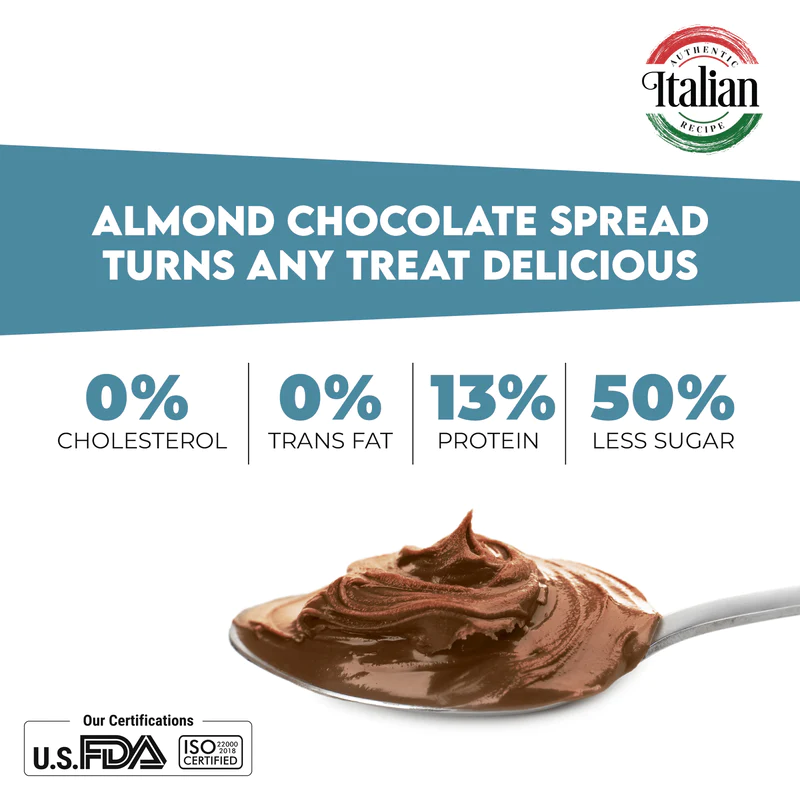 AUTHENTIC
Italian
RECIPE
ALMOND CHOCOLATE SPREAD
TURNS ANY TREAT DELICIOUS
0%
CHOLESTEROL
0%
TRANS FAT
13%
PROTEIN
50%
LESS SUGAR
Our Certifications
U.S.FDA
ISO 22000 2018
CERTIFIED